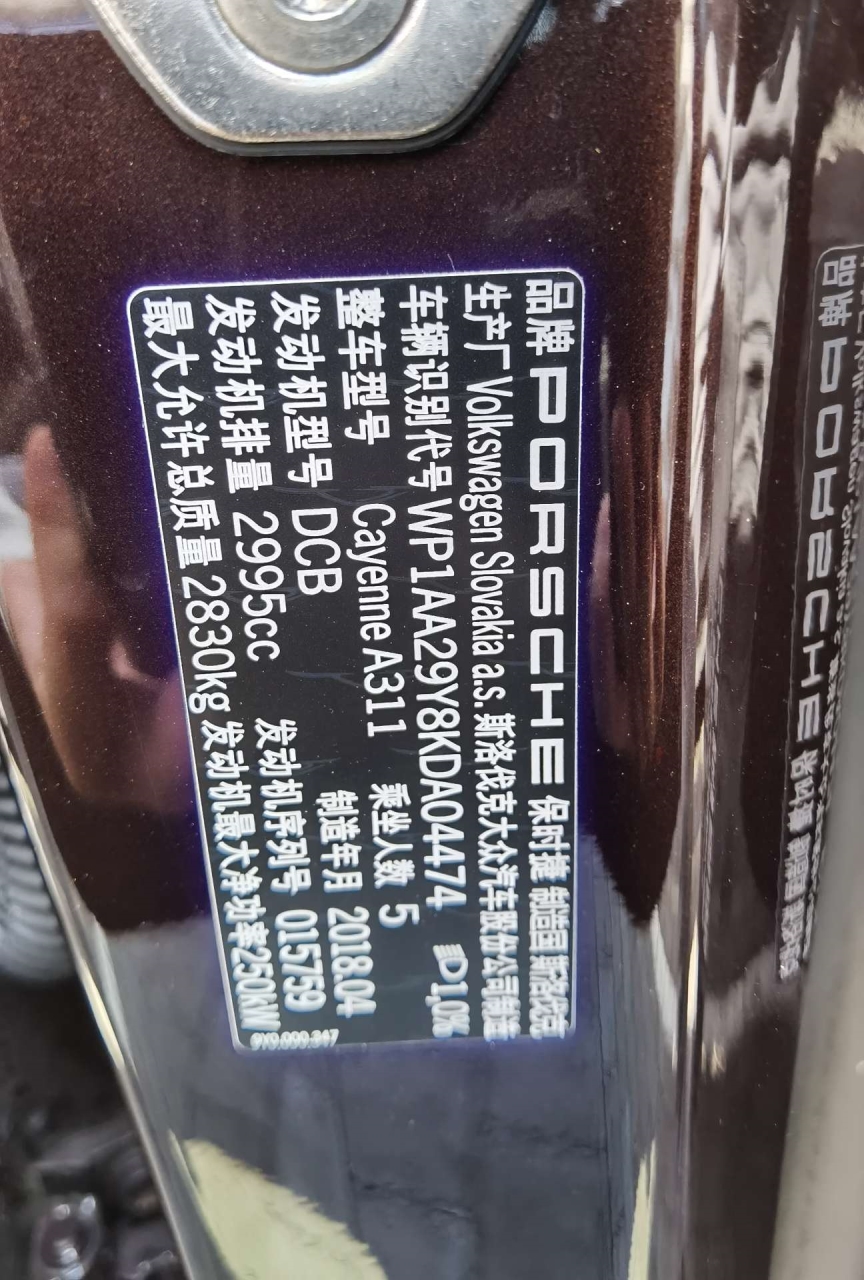 品牌 PORSCHE 保时捷 制造国 斯洛伐克
生产厂 Volkswagen Slovakia a.s. 斯洛伐克大众汽车股份公司制造
车辆识别代号 WP1AA29Y8KDA04474 D1,0%
整车型号 Cayenne A311 乘坐人数 5
发动机型号 DCB 制造年月 2018.04
发动机排量 2995cc 发动机序列号 015759
最大允许总质量 2830kg 发动机最大净功率250kW
9Y0.000.247